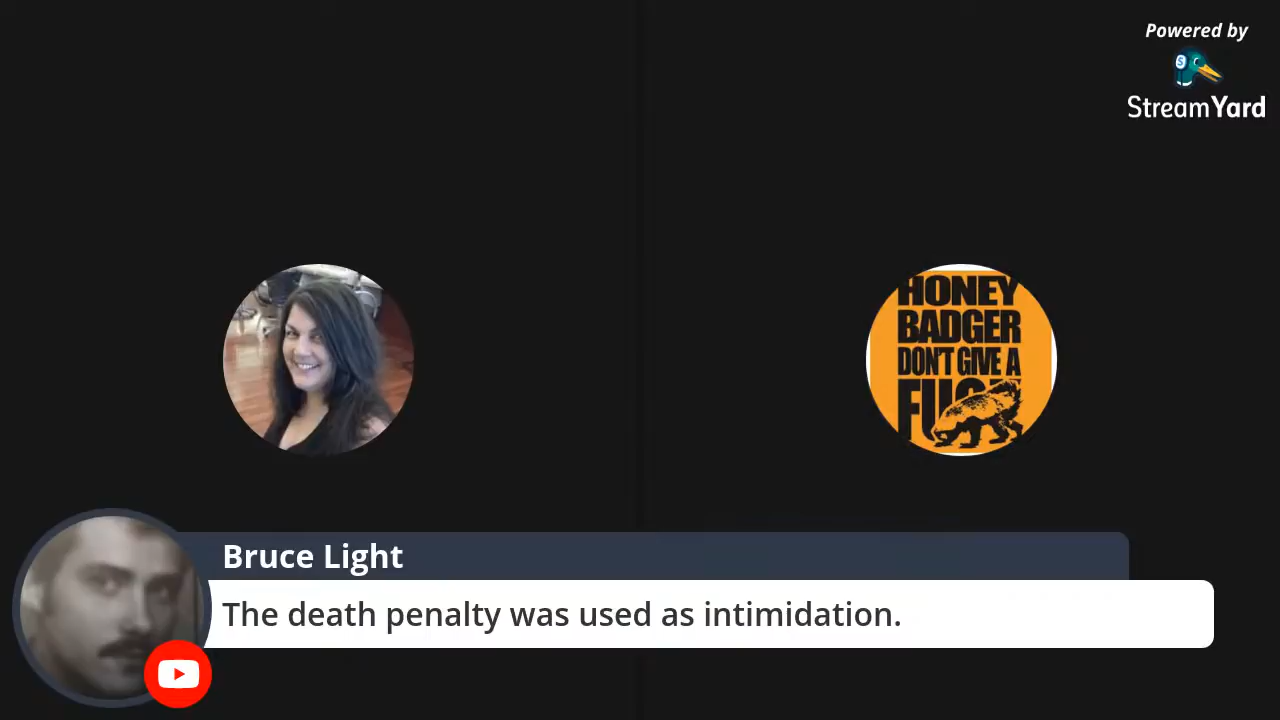 Powered by
S
StreamYard
HONEY
BADGER
DON'T GIVE A
Bruce Light
The death penalty was used as intimidation.